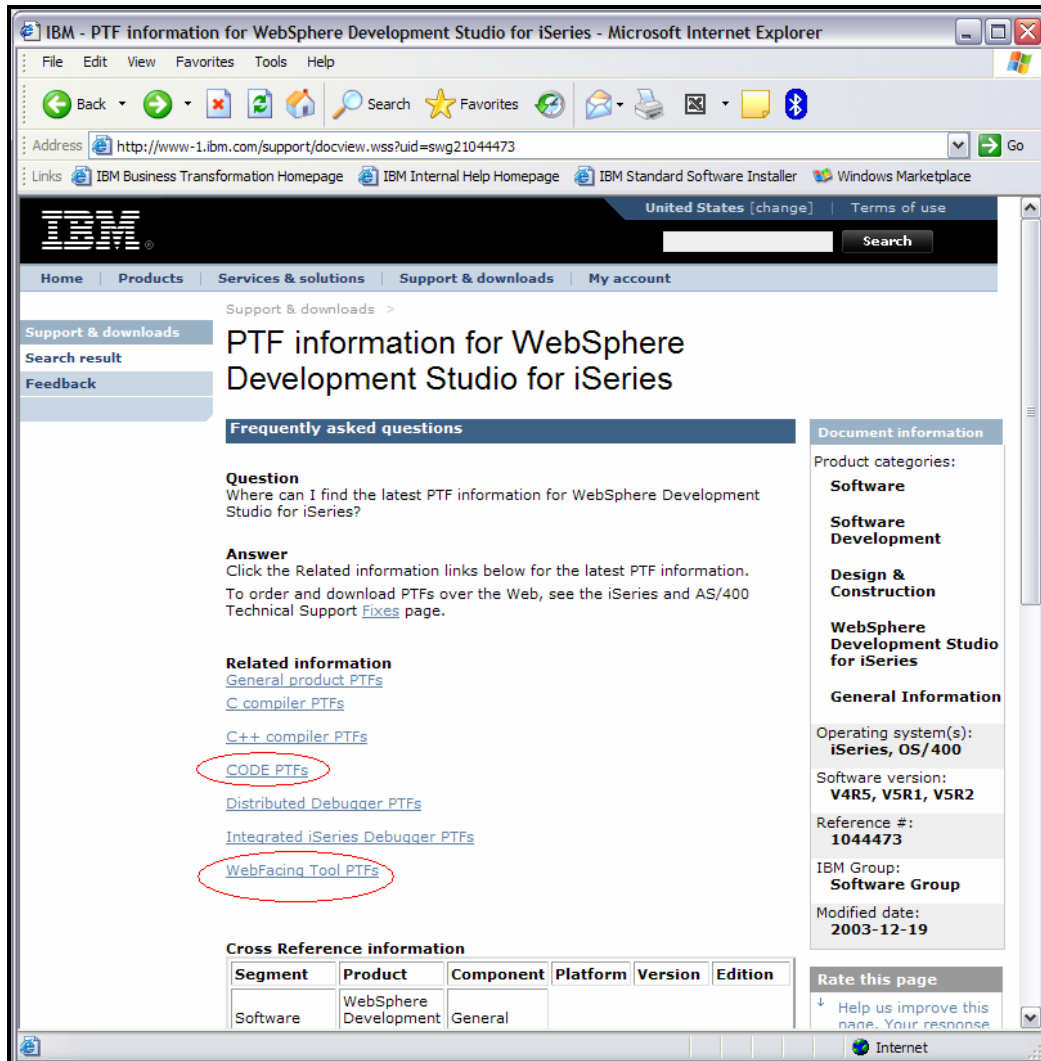 IBM - PTF information for WebSphere Development Studio for iSeries - Microsoft Internet Explorer
File Edit View Favorites Tools Help
Back Search Favorites
Address http://www-1.ibm.com/support/docview.wss?uid=swg21044473 Go
Links IBM Business Transformation Homepage IBM Internal Help Homepage IBM Standard Software Installer Windows Marketplace
United States [change] | Terms of use
IBM®
Search
Home | Products | Services & solutions | Support & downloads | My account
Support & downloads >
Support & downloads
Search result
Feedback
PTF information for WebSphere
Development Studio for iSeries
Frequently asked questions
Question
Where can I find the latest PTF information for WebSphere Development
Studio for iSeries?
Answer
Click the Related information links below for the latest PTF information.
To order and download PTFs over the Web, see the iSeries and AS/400
Technical Support Fixes page.
Related information
General product PTFs
C compiler PTFs
C++ compiler PTFs
CODE PTFs
Distributed Debugger PTFs
Integrated iSeries Debugger PTFs
WebFacing Tool PTFs
Cross Reference information
Segment Product Component Platform Version Edition
Software WebSphere General
Development
Document information
Product categories:
Software
Software
Development
Design &
Construction
WebSphere
Development Studio
for iSeries
General Information
Operating system(s):
iSeries, OS/400
Software version:
V4R5, V5R1, V5R2
Reference #:
1044473
IBM Group:
Software Group
Modified date:
2003-12-19
Rate this page
Help us improve this
page. Your response
Internet